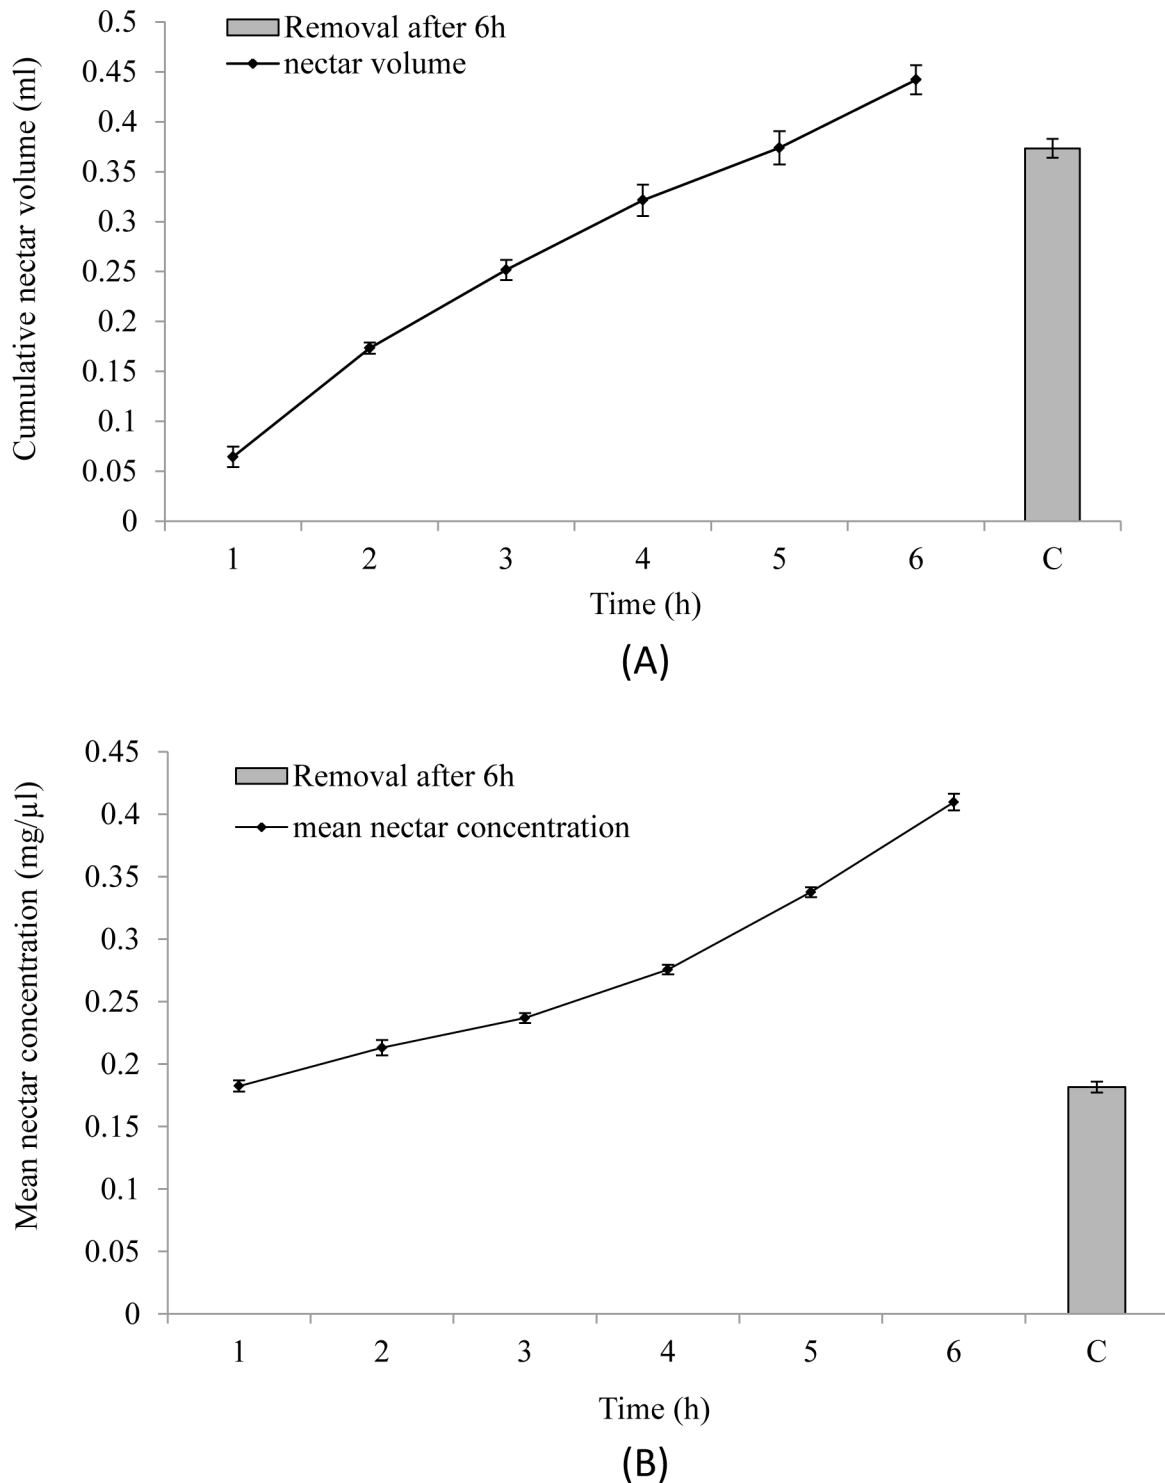 Cumulative nectar volume (ml)
0.5
0.45
0.4
0.35
0.3
0.25
0.2
0.15
0.1
0.05
0
Removal after 6h
nectar volume
1 2 3 4 5 6 C
Time (h)
(A)
Mean nectar concentration (mg/µl)
0.45
0.4
0.35
0.3
0.25
0.2
0.15
0.1
0.05
0
Removal after 6h
mean nectar concentration
1 2 3 4 5 6 C
Time (h)
(B)